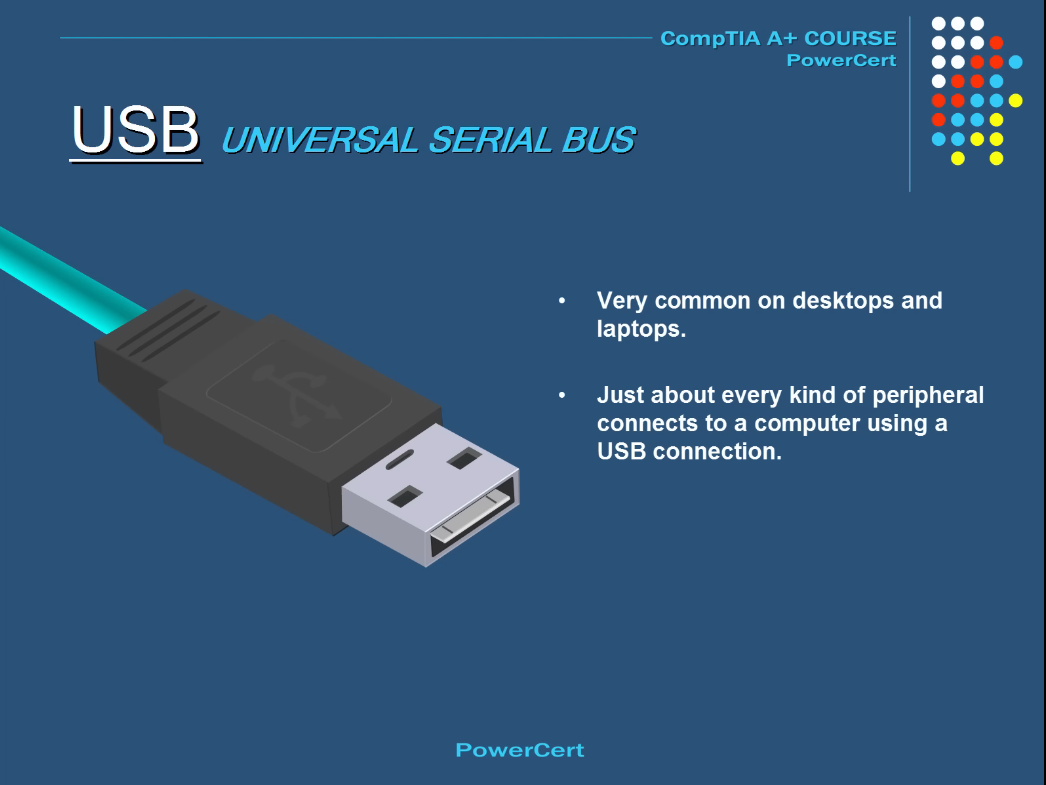 CompTIA A+ COURSE
PowerCert
USB UNIVERSAL SERIAL BUS
• Very common on desktops and
laptops.
• Just about every kind of peripheral
connects to a computer using a
USB connection.
PowerCert